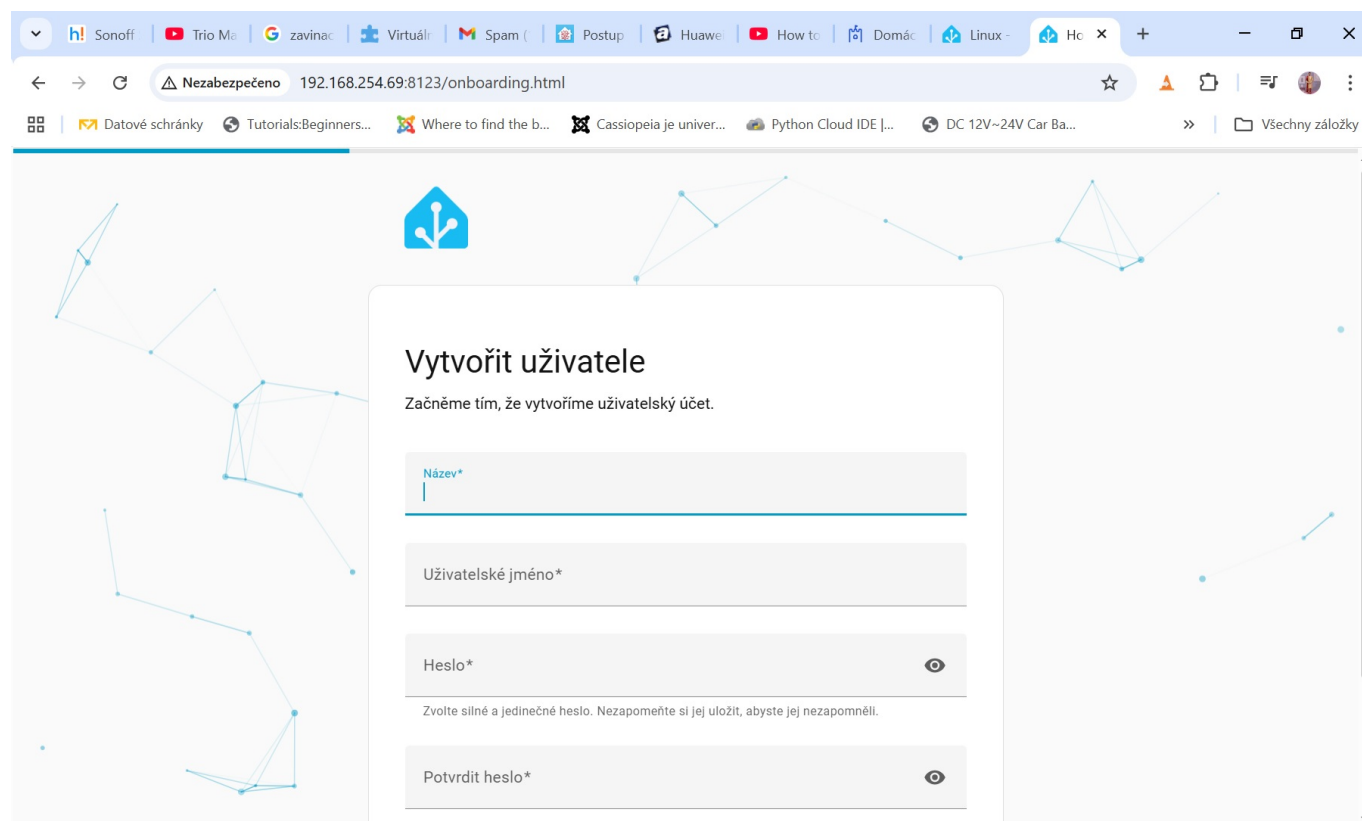 Sonoff
Trio Ma
zavinac
Virtuáln
Spam (
Postup
Huawei
How to
Domác
Linux -
Ho
Nezabezpečeno 192.168.254.69:8123/onboarding.html
Datové schránky Tutorials:Beginners... Where to find the b... Cassiopeia je univer... Python Cloud IDE |... DC 12V~24V Car Ba... » Všechny záložky
Vytvořit uživatele
Začněme tím, že vytvoříme uživatelský účet.
Název*
Uživatelské jméno*
Heslo*
Zvolte silné a jedinečné heslo. Nezapomeňte si jej uložit, abyste jej nezapomněli.
Potvrdit heslo*